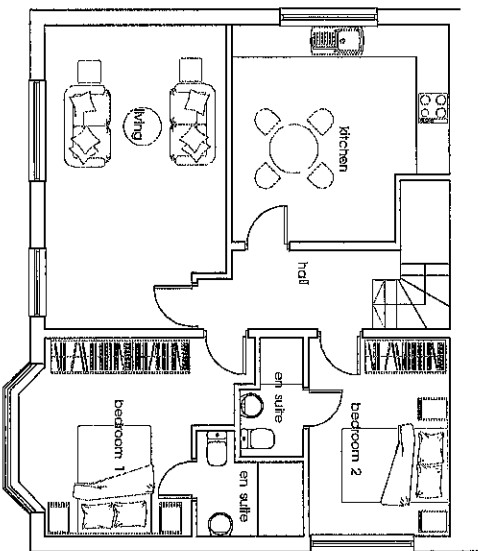 living
kitchen
hall
en suite
bedroom 2
bedroom 1
en suite